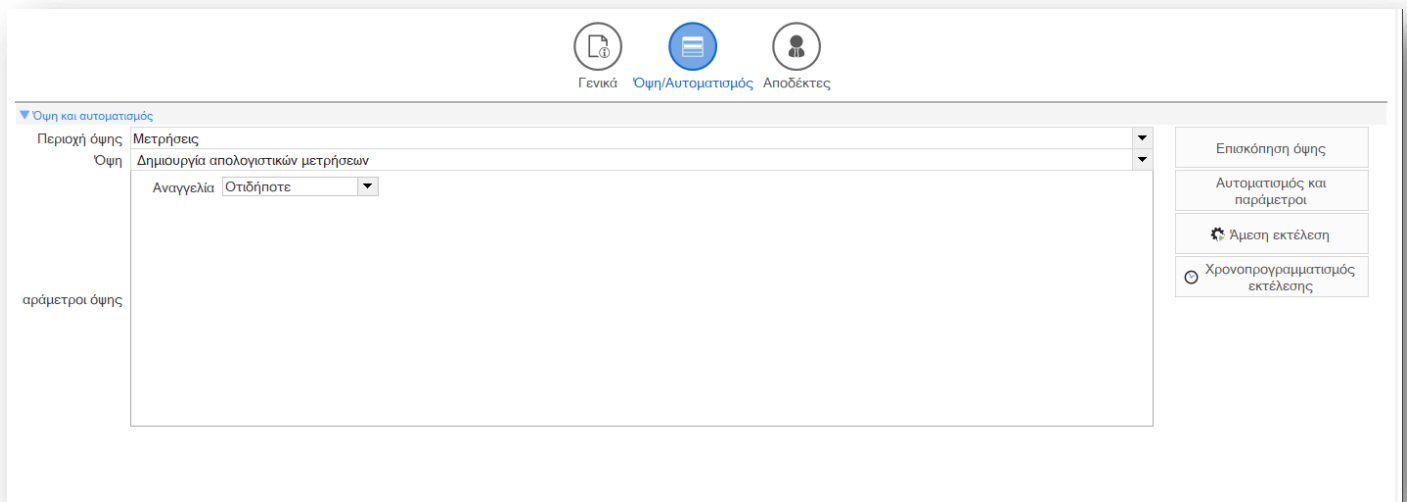 Γενικά Όψη/Αυτοματισμός Αποδέκτες
Όψη και αυτοματισμός
Περιοχή όψης Μετρήσεις
Όψη Δημιουργία απολογιστικών μετρήσεων
Αναγγελία Οτιδήποτε
αράμετροι όψης
Επισκόπηση όψης
Αυτοματισμός και
παράμετροι
Άμεση εκτέλεση
Χρονοπρογραμματισμός
εκτέλεσης